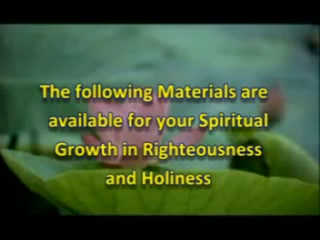 The following Materials are
available for your Spiritual
Growth in Righteousness
and Holiness